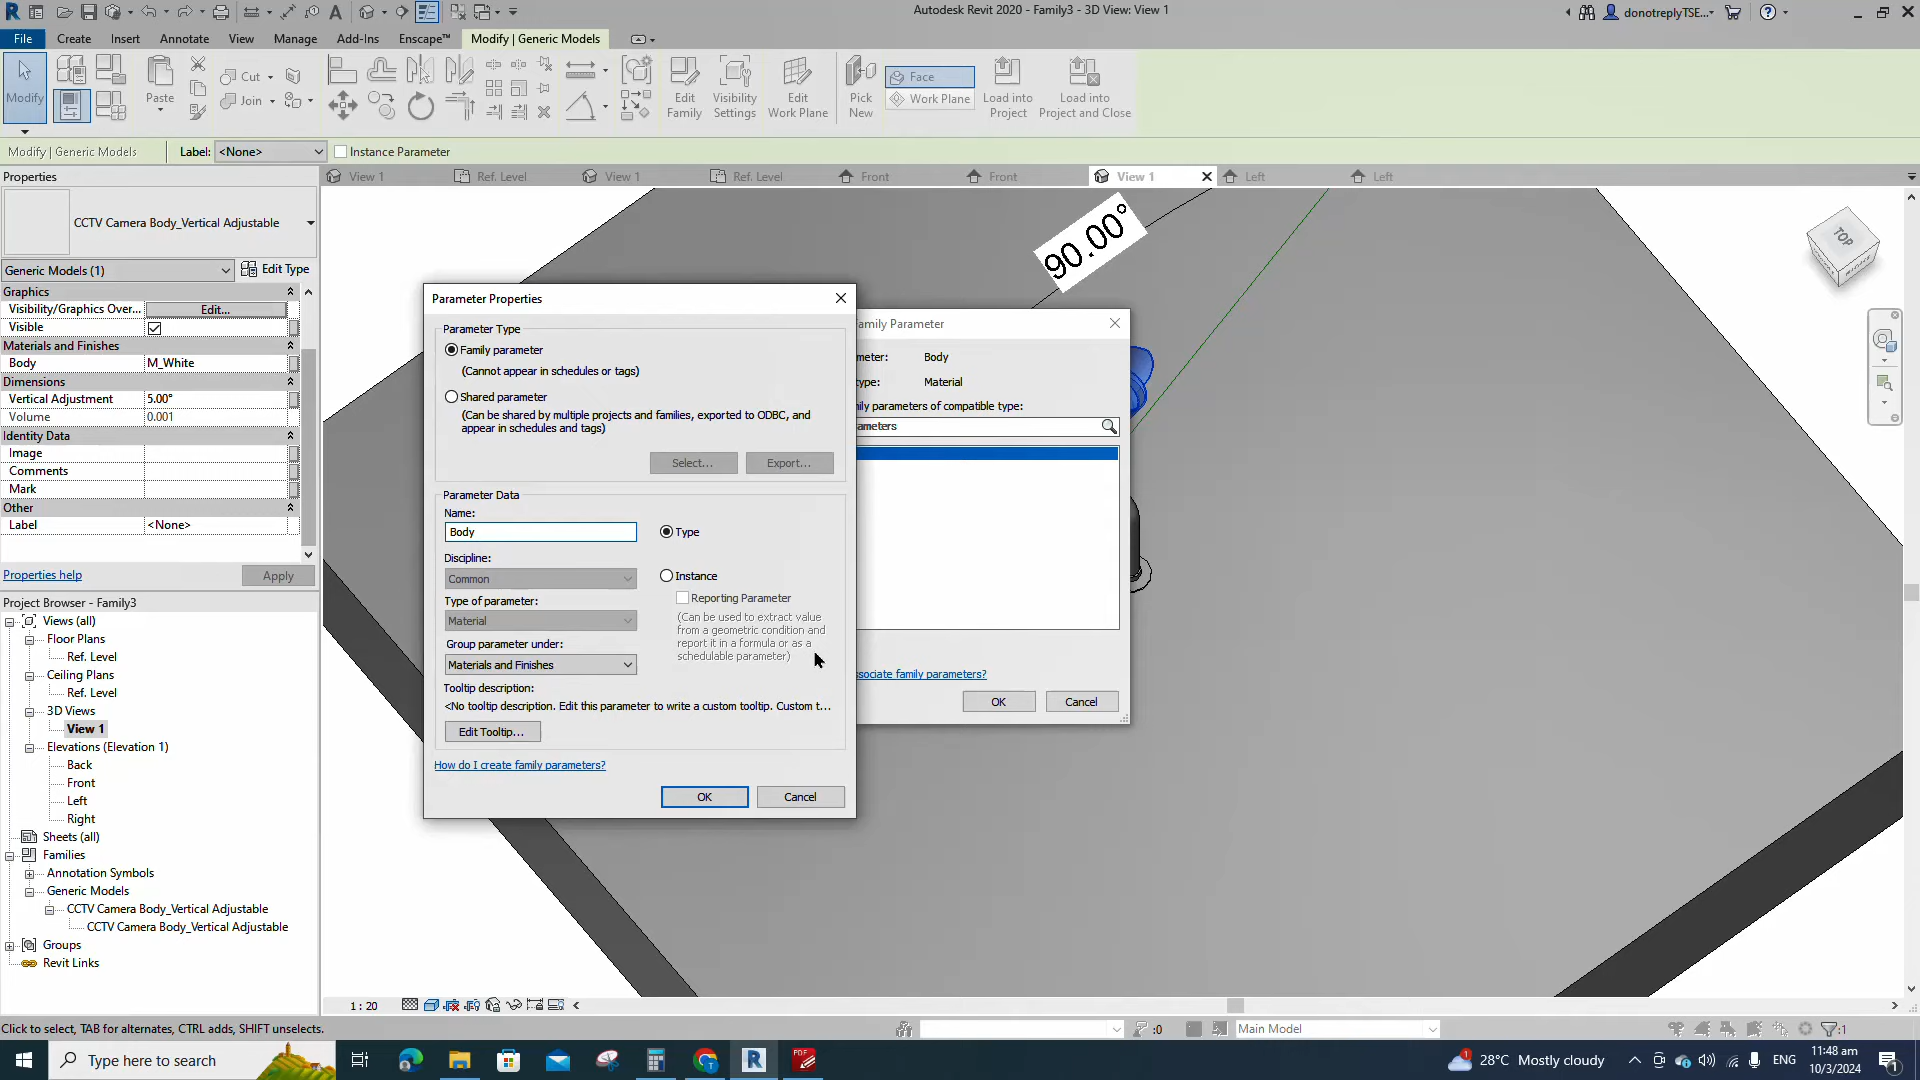 Autodesk Revit 2020 - Family3 - 3D View: View 1
donotreplyTSE...
File Create Insert Annotate View Manage Add-Ins Enscape™ Modify | Generic Models
Modify
Paste
Cut
Join
Edit Family
Visibility Settings
Edit Work Plane
Pick New
Face
Work Plane
Load into Project
Load into Project and Close
Modify | Generic Models
Label: <None>
Instance Parameter
Properties
View 1 Ref. Level View 1 Ref. Level Front Front View 1 Left Left
CCTV Camera Body_Vertical Adjustable
Generic Models (1)
Edit Type
Graphics
Visibility/Graphics Over... Edit...
Visible
Materials and Finishes
Body M_White
Dimensions
Vertical Adjustment 5.00°
Volume 0.001
Identity Data
Image
Comments
Mark
Other
Label <None>
Properties help
Apply
Project Browser - Family3
Views (all)
Floor Plans
Ref. Level
Ceiling Plans
Ref. Level
3D Views
View 1
Elevations (Elevation 1)
Back
Front
Left
Right
Sheets (all)
Families
Annotation Symbols
Generic Models
CCTV Camera Body_Vertical Adjustable
CCTV Camera Body_Vertical Adjustable
Groups
Revit Links
90.00°
TOP
Parameter Properties
Parameter Type
Family parameter
(Cannot appear in schedules or tags)
Shared parameter
(Can be shared by multiple projects and families, exported to ODBC, and
appear in schedules and tags)
Select...
Export...
Parameter Data
Name:
Body
Type
Discipline:
Common
Instance
Type of parameter:
Reporting Parameter
Material
(Can be used to extract value
from a geometric condition and
report it in a formula or as a
schedulable parameter)
Group parameter under:
Materials and Finishes
Tooltip description:
<No tooltip description. Edit this parameter to write a custom tooltip. Custom t...
Edit Tooltip...
How do I create family parameters?
OK
Cancel
amily Parameter
meter: Body
type: Material
ily parameters of compatible type:
ameters
ssociate family parameters?
OK
Cancel
1 : 20
Click to select, TAB for alternates, CTRL adds, SHIFT unselects.
:0
Main Model
:1
Type here to search
28°C Mostly cloudy
ENG
11:48 am
10/3/2024